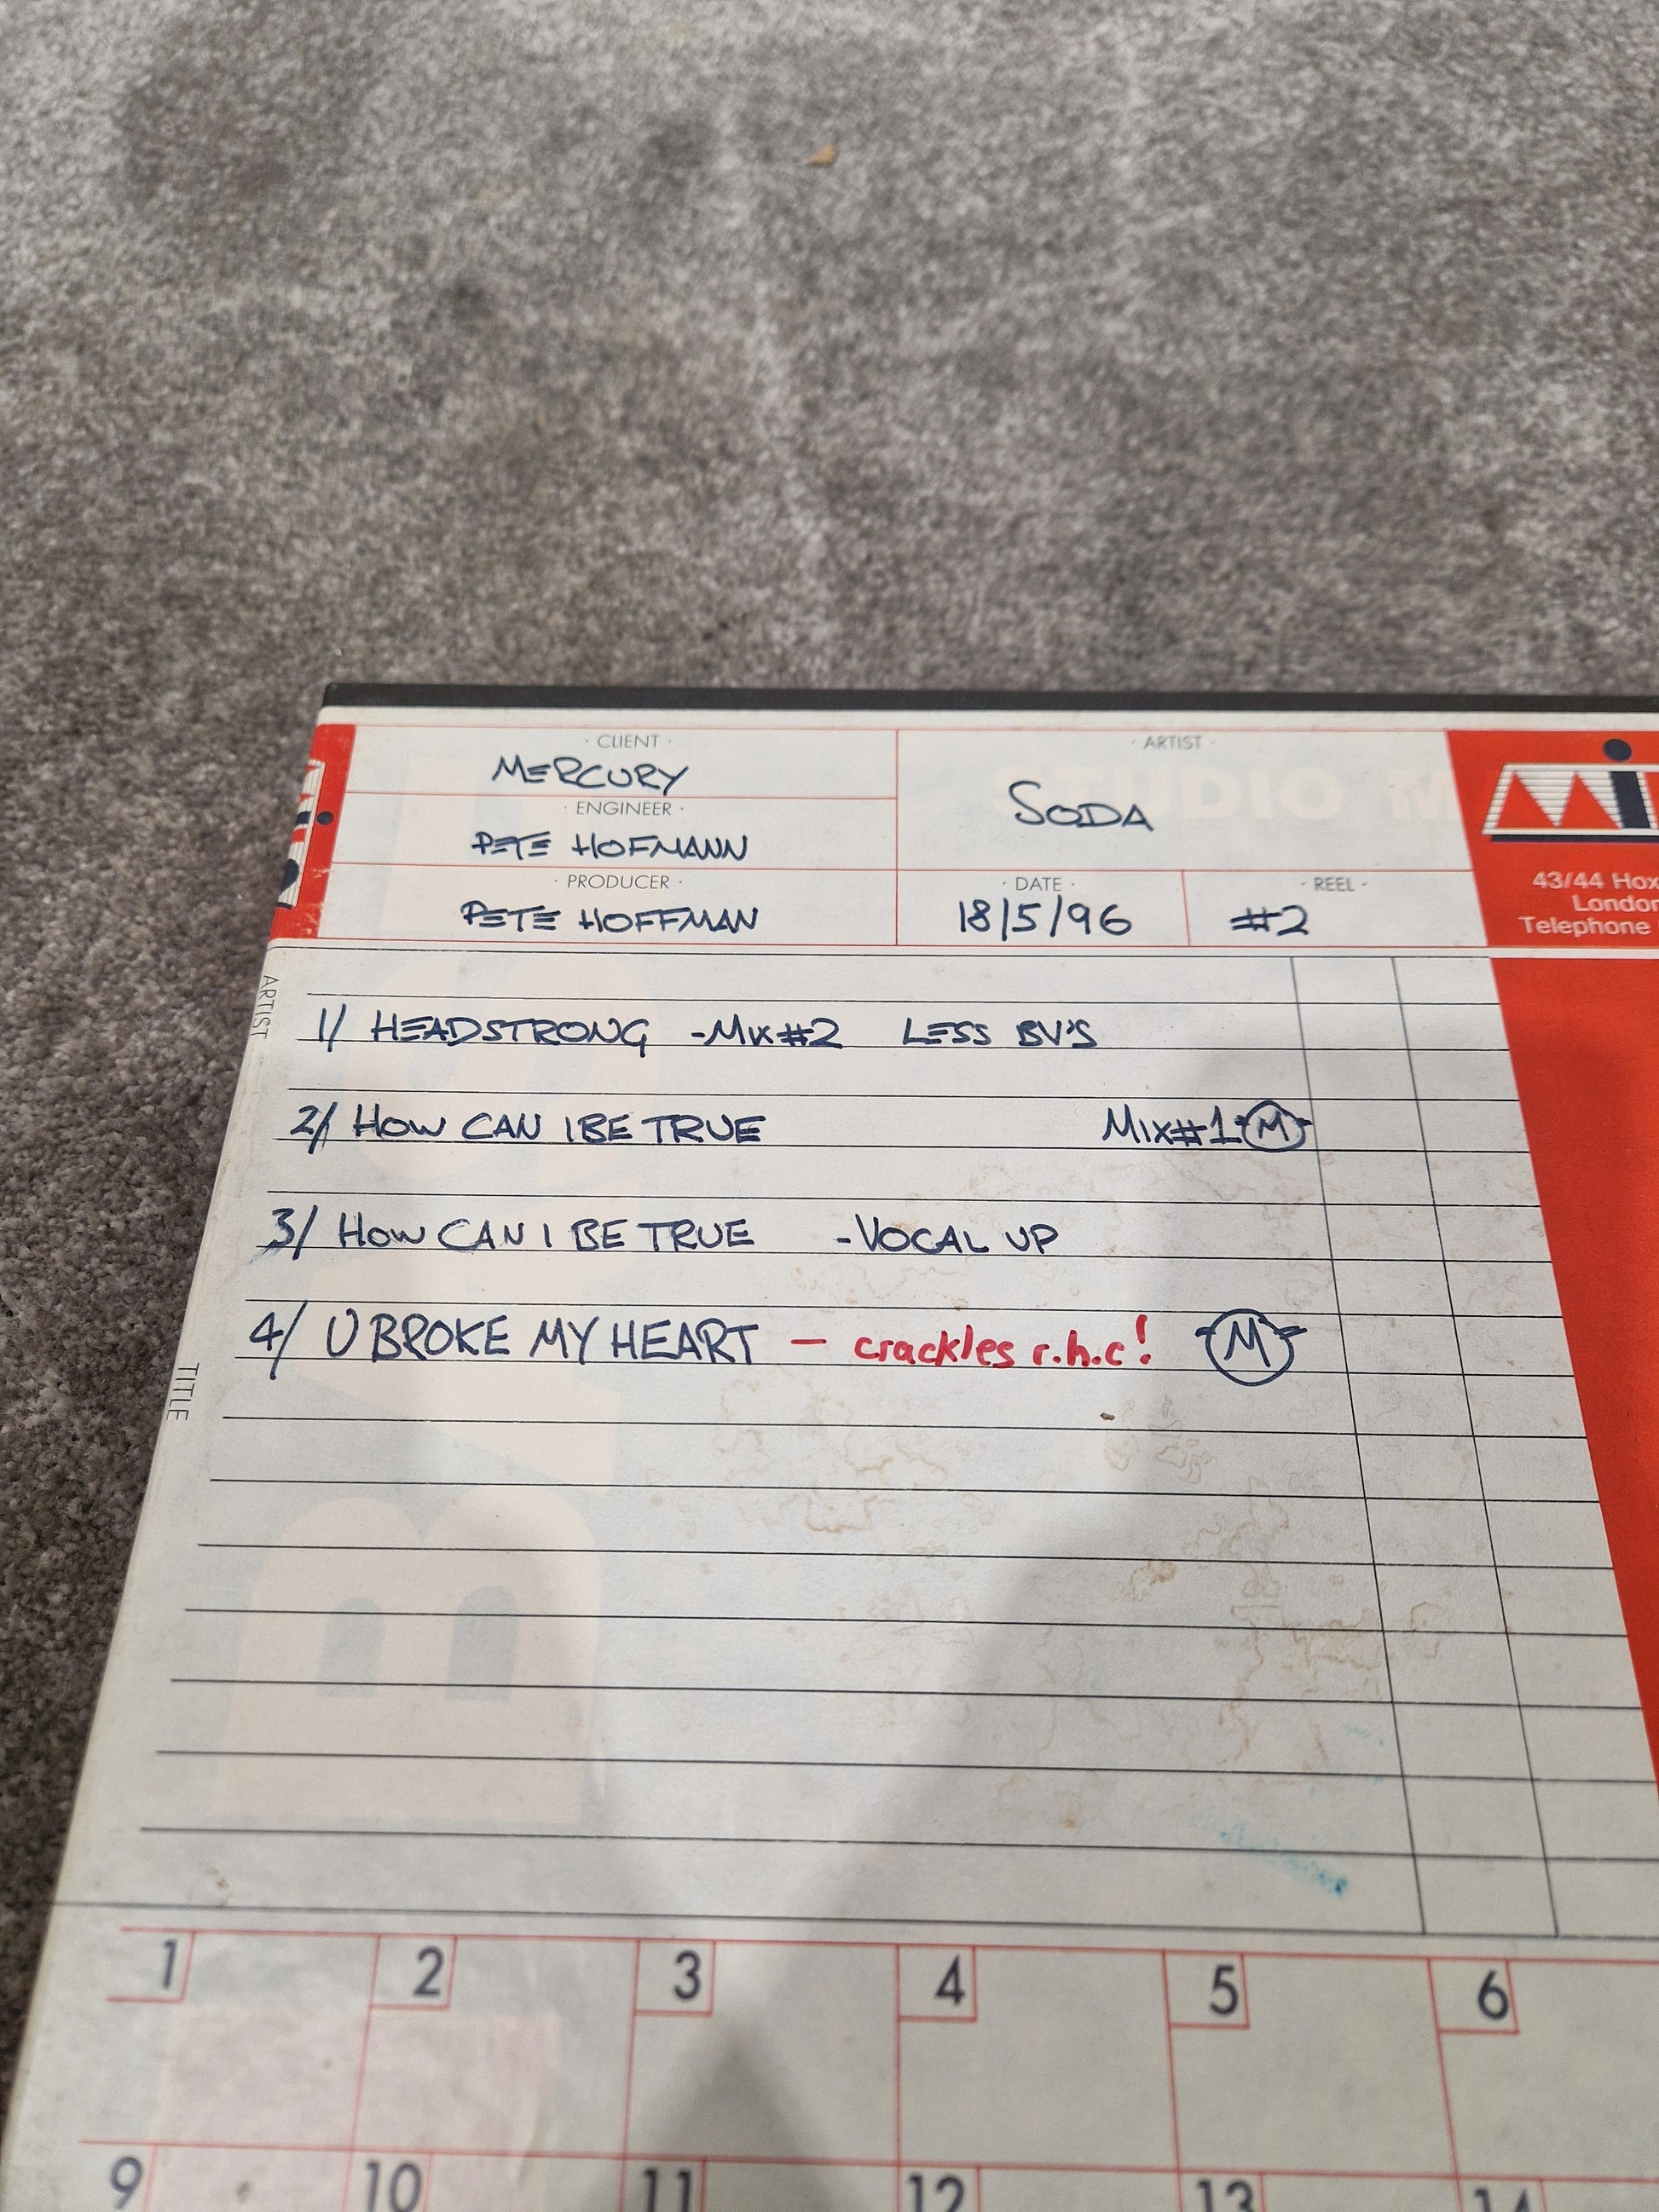 · CLIENT ·
MERCURY
· ARTIST ·
SODA
· ENGINEER ·
PETE HOFMANN
· PRODUCER ·
PETE HOFFMAN
· DATE ·
18/5/96
· REEL ·
#2
43/44 Hox
London
Telephone
STUDIO M
ARTIST
TITLE
1/ HEADSTRONG -MIX#2 LESS BV'S
2/ HOW CAN I BE TRUE MIX#1 M
3/ HOW CAN I BE TRUE -VOCAL UP
4/ U BROKE MY HEART — crackles r.h.c! M
1 2 3 4 5 6
9 10 11 12 13 14